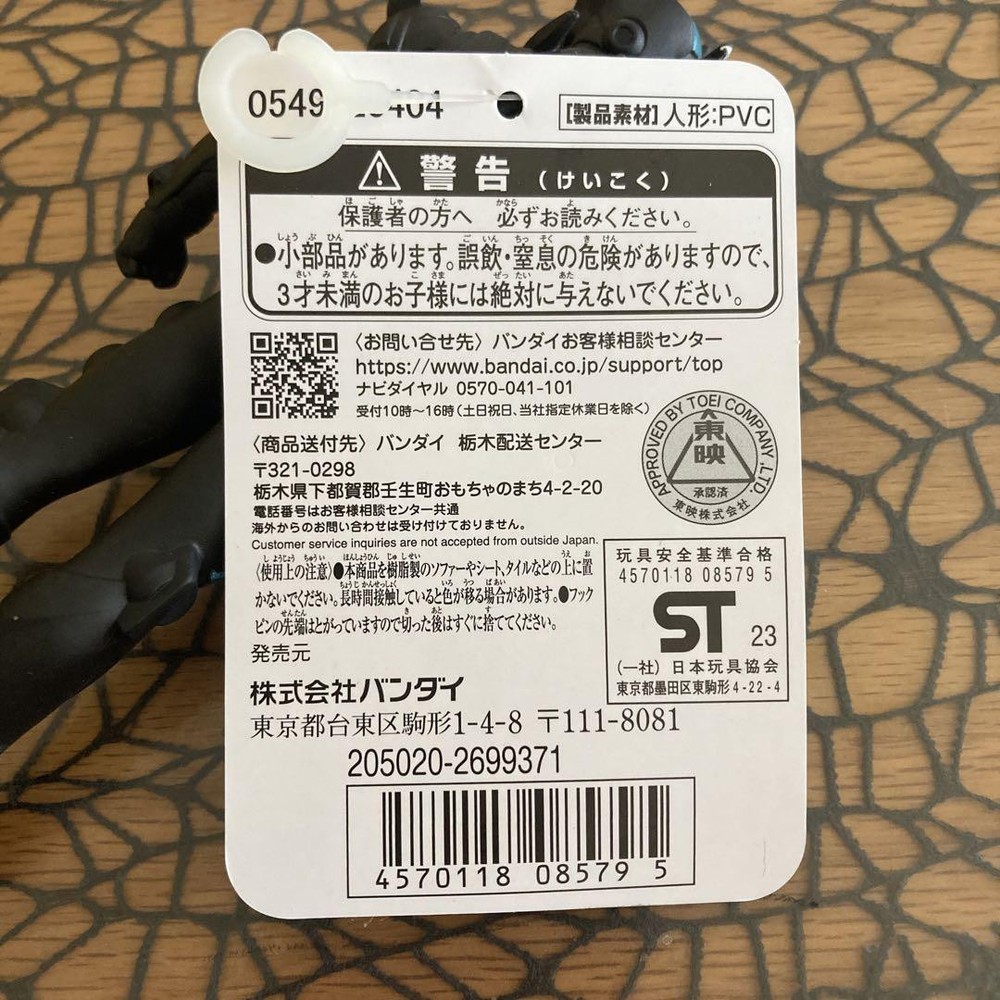 0549 404
[製品素材]人形:PVC
警告 (けいこく)
保護者の方へ 必ずお読みください。
●小部品があります。誤飲・窒息の危険がありますので、
3才未満のお子様には絶対に与えないでください。
〈お問い合せ先〉バンダイお客様相談センター
https://www.bandai.co.jp/support/top
ナビダイヤル 0570-041-101
受付10時〜16時(土日祝日、当社指定休業日を除く)
APPROVED BY TOEI COMPANY, LTD.
東映
承認済
東映株式会社
〈商品送付先〉バンダイ 栃木配送センター
〒321-0298
栃木県下都賀郡壬生町おもちゃのまち4-2-20
電話番号はお客様相談センター共通
海外からのお問い合わせは受け付けておりません。
Customer service inquiries are not accepted from outside Japan.
〈使用上の注意〉●本商品を樹脂製のソファーやシート、タイルなどの上に置
かないでください。長時間接触していると色が移る場合があります。●フック
ピンの先端はとがっていますので切った後はすぐに捨ててください。
玩具安全基準合格
4570118 08579 5
ST 23
(一社)日本玩具協会
東京都墨田区東駒形4-22-4
発売元
株式会社バンダイ
東京都台東区駒形1-4-8 〒111-8081
205020-2699371
4570118 08579 5